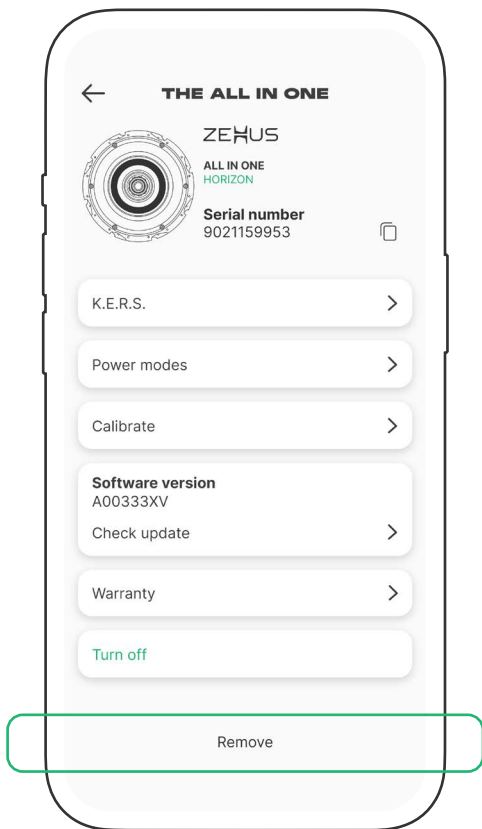 THE ALL IN ONE
ZEHUS
ALL IN ONE
HORIZON
Serial number
9021159953
K.E.R.S.
Power modes
Calibrate
Software version
A00333XV
Check update
Warranty
Turn off
Remove